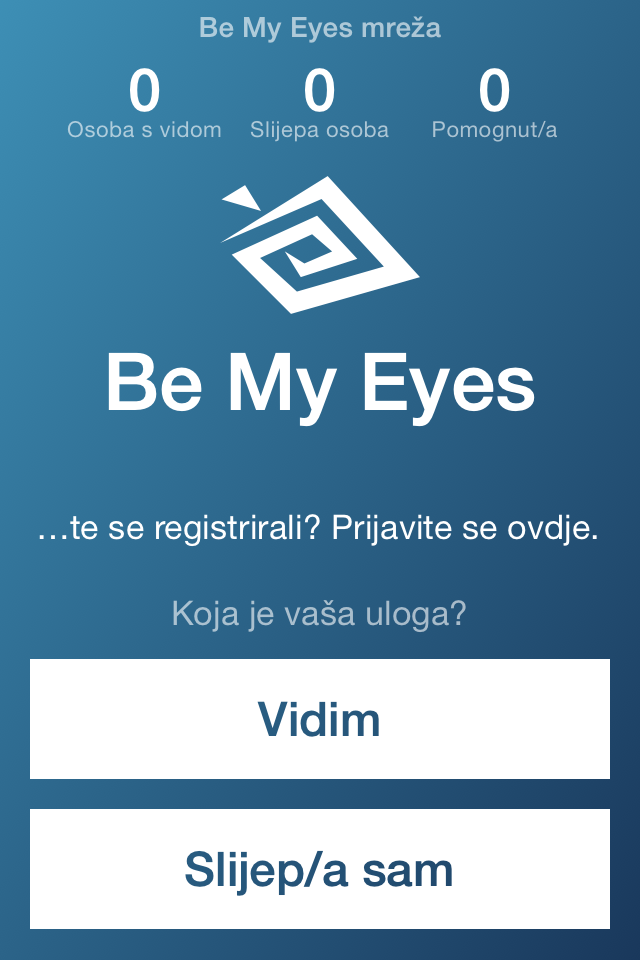 Be My Eyes mreža
0 0 0
Osoba s vidom Slijepa osoba Pomognut/a
Be My Eyes
...te se registrirali? Prijavite se ovdje.
Koja je vaša uloga?
Vidim
Slijep/a sam